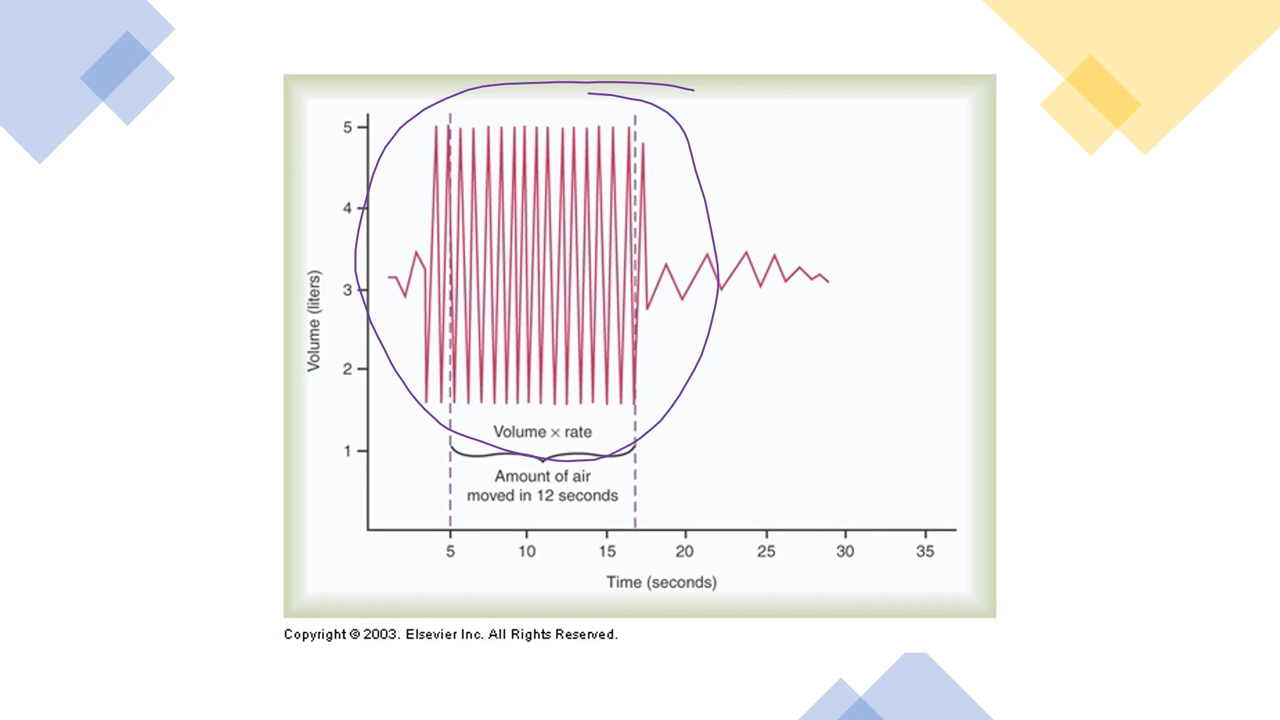 5
4
3
2
1
Volume (liters)
Volume × rate
Amount of air
moved in 12 seconds
5 10 15 20 25 30 35
Time (seconds)
Copyright © 2003. Elsevier Inc. All Rights Reserved.